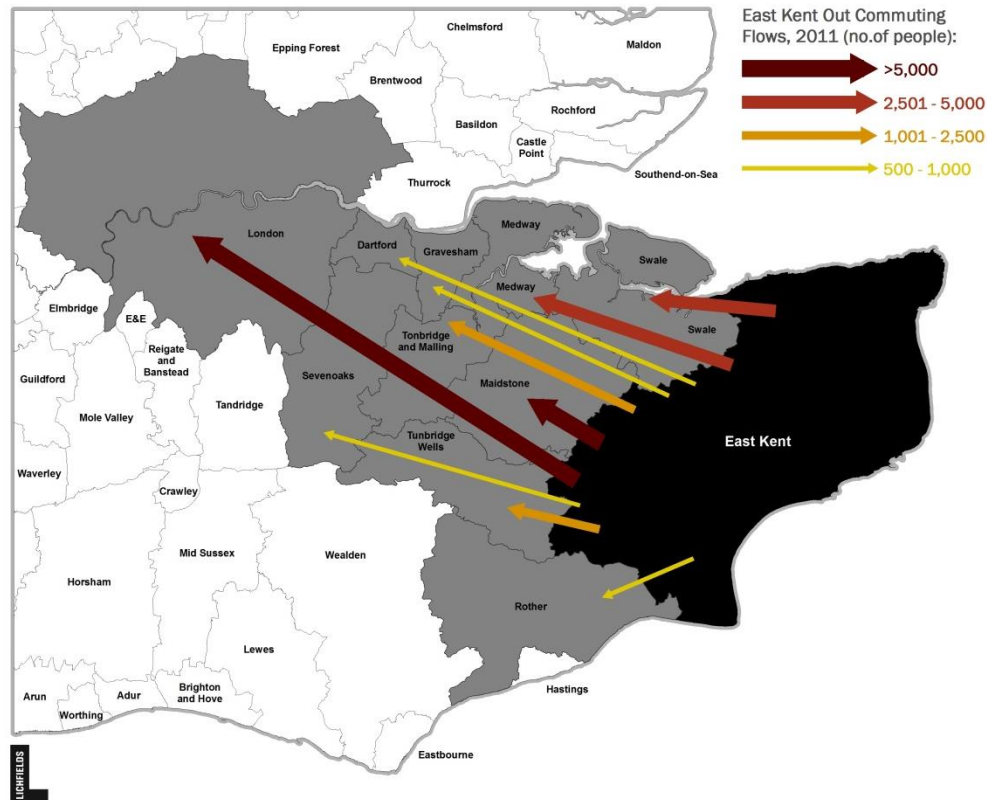 East Kent Out Commuting
Flows, 2011 (no.of people):
>5,000
2,501 - 5,000
1,001 - 2,500
500 - 1,000
Chelmsford
Maldon
Epping Forest
Brentwood
Rochford
Basildon
Castle
Point
Thurrock
Southend-on-Sea
Medway
London
Dartford
Gravesham
Swale
Medway
Elmbridge
E&E
Swale
Tonbridge
and Malling
Reigate
and
Banstead
Guildford
Sevenoaks
Maidstone
Tandridge
Mole Valley
East Kent
Tunbridge
Wells
Waverley
Crawley
Mid Sussex
Wealden
Horsham
Rother
Lewes
Hastings
Arun
Adur
Brighton
and Hove
Worthing
Eastbourne
LICHFIELDS